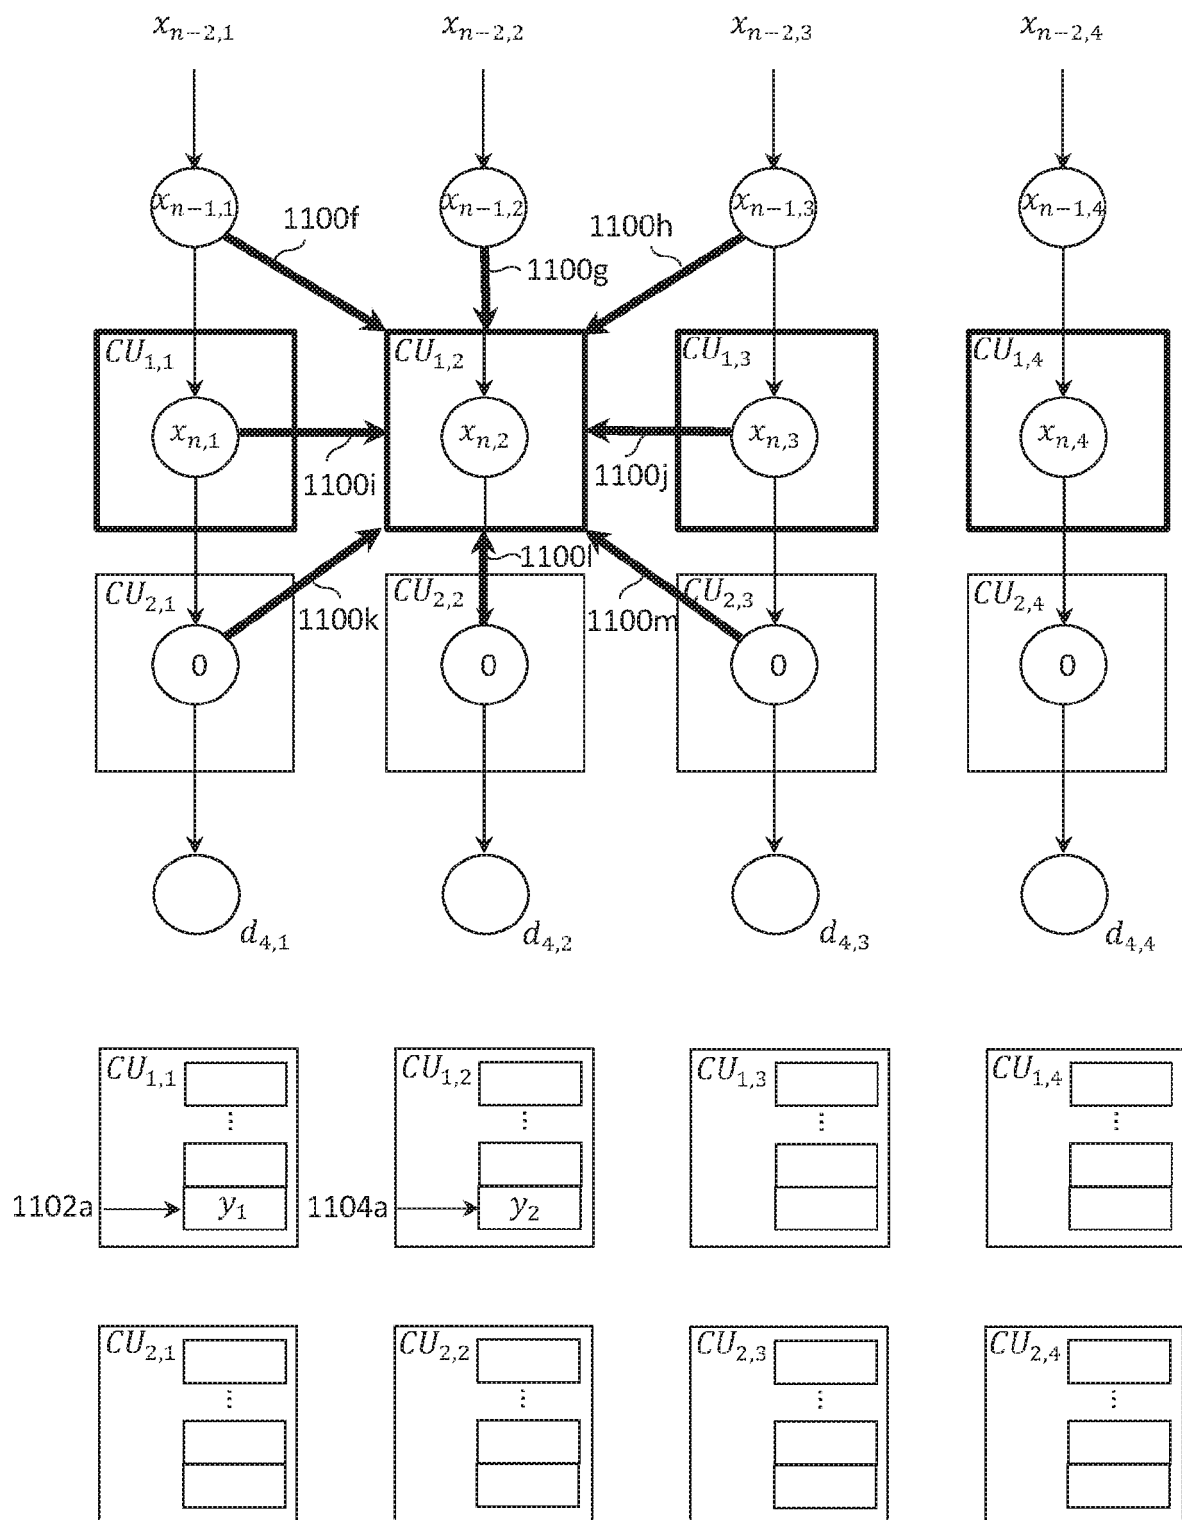 x_{n−2,1} x_{n−2,2} x_{n−2,3} x_{n−2,4}
x_{n−1,1} x_{n−1,2} x_{n−1,3} x_{n−1,4}
1100f 1100g 1100h
CU_{1,1} CU_{1,2} CU_{1,3} CU_{1,4}
x_{n,1} x_{n,2} x_{n,3} x_{n,4}
1100i 1100j
1100l
CU_{2,1} CU_{2,2} CU_{2,3} CU_{2,4}
1100k 1100m
0 0 0 0
d_{4,1} d_{4,2} d_{4,3} d_{4,4}
CU_{1,1} CU_{1,2} CU_{1,3} CU_{1,4}
⋮ ⋮ ⋮ ⋮
1102a y_1 1104a y_2
CU_{2,1} CU_{2,2} CU_{2,3} CU_{2,4}
⋮ ⋮ ⋮ ⋮